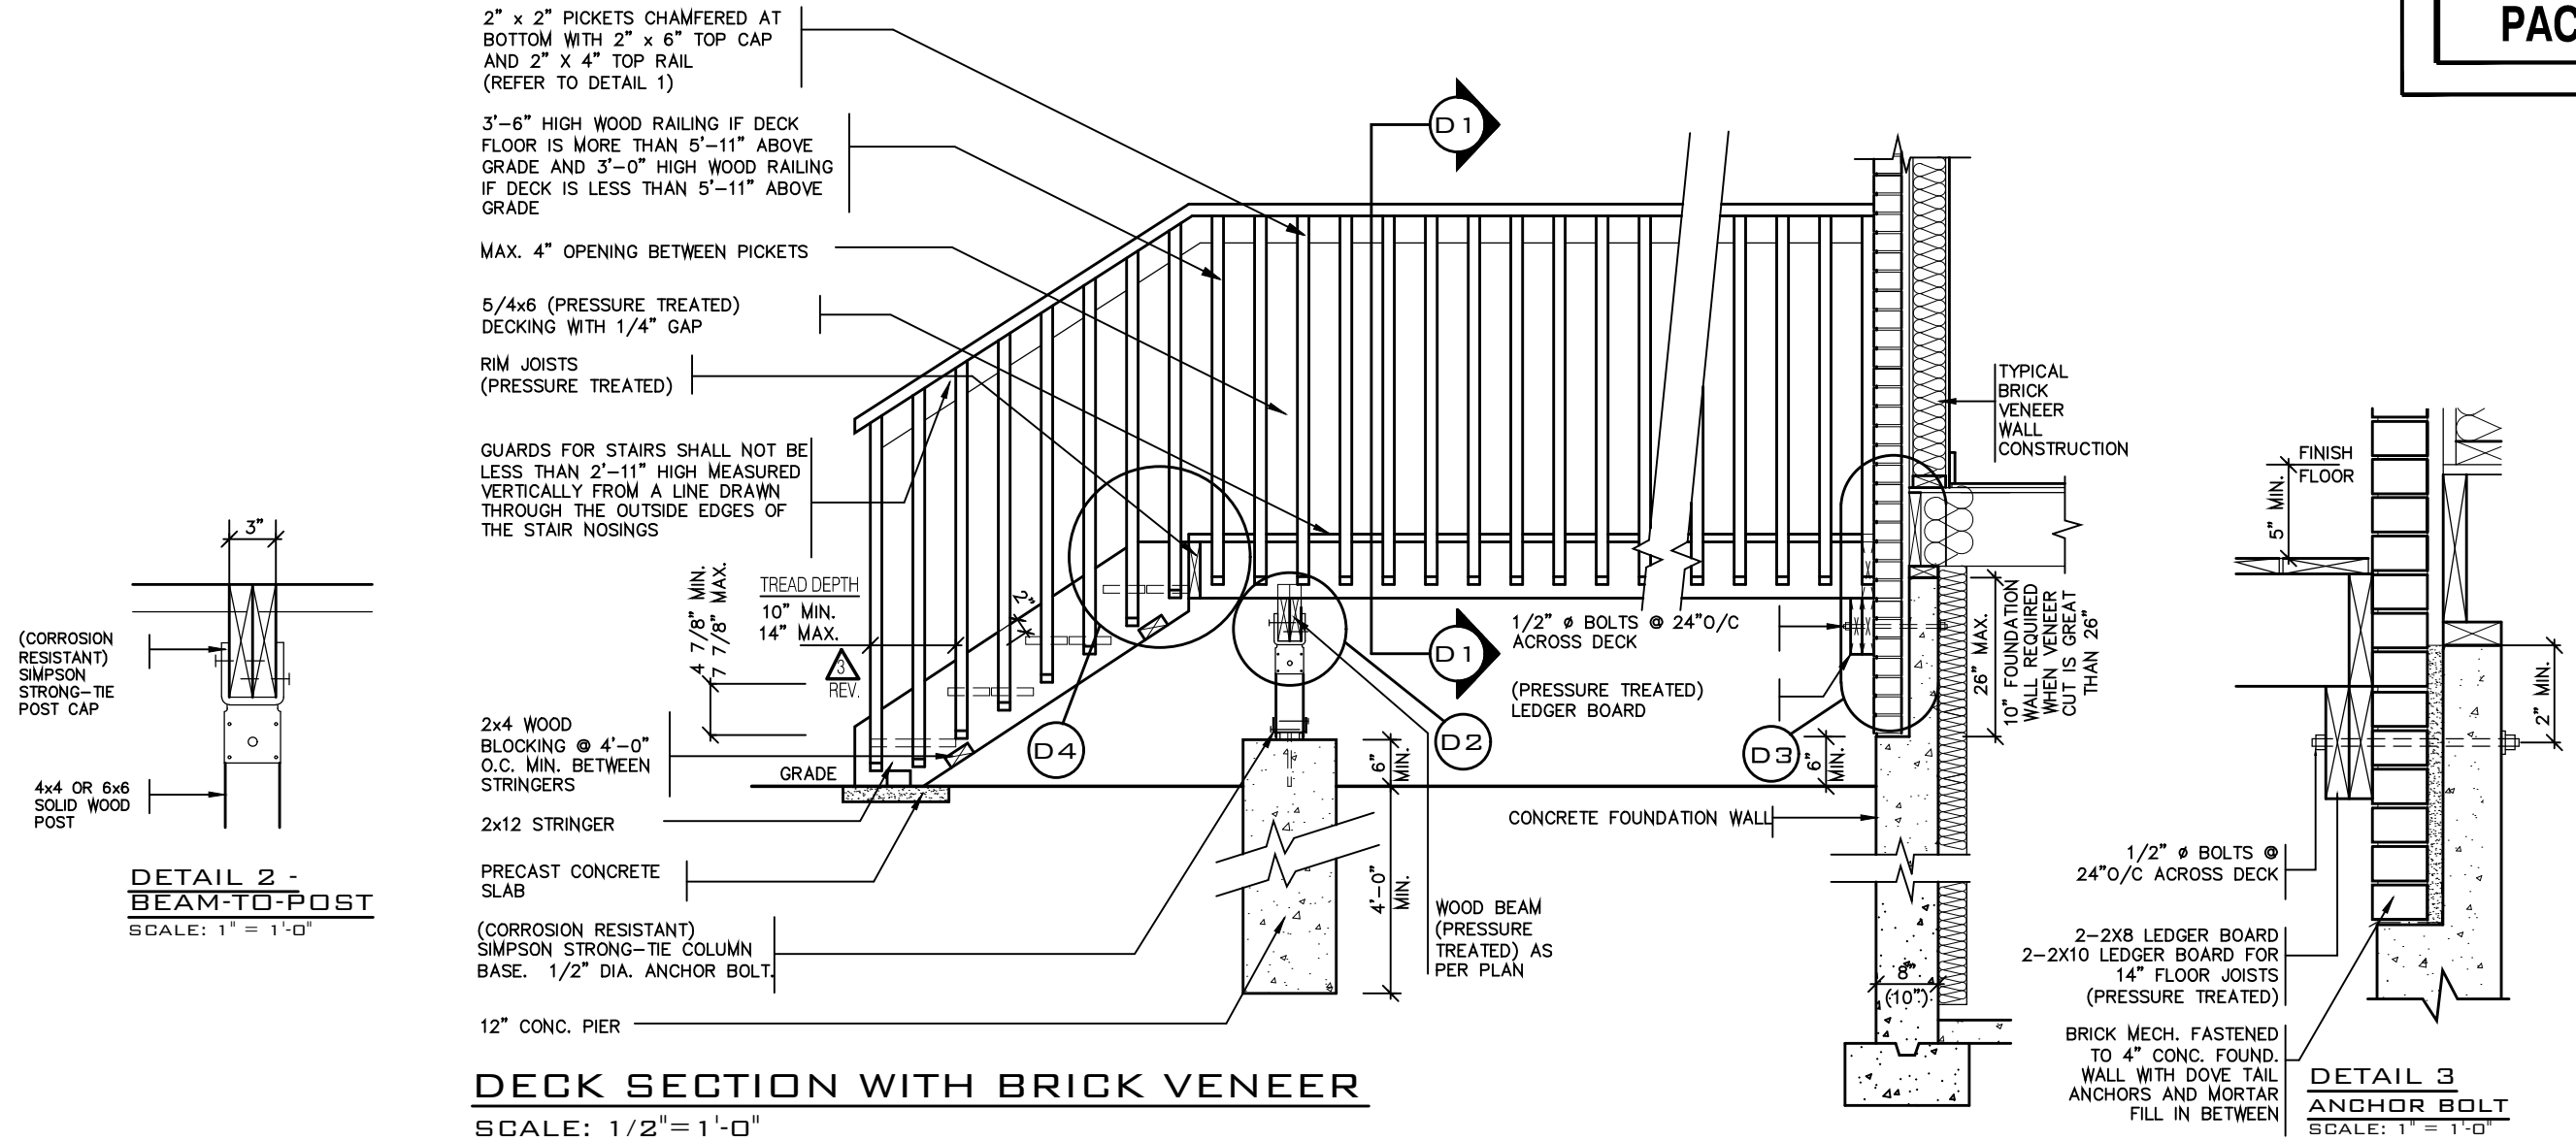 PAC
2” x 2” PICKETS CHAMFERED AT
BOTTOM WITH 2” x 6” TOP CAP
AND 2” X 4” TOP RAIL
(REFER TO DETAIL 1)
3’–6” HIGH WOOD RAILING IF DECK
FLOOR IS MORE THAN 5’–11” ABOVE
GRADE AND 3’–0” HIGH WOOD RAILING
IF DECK IS LESS THAN 5’–11” ABOVE
GRADE
MAX. 4” OPENING BETWEEN PICKETS
5/4x6 (PRESSURE TREATED)
DECKING WITH 1/4” GAP
RIM JOISTS
(PRESSURE TREATED)
GUARDS FOR STAIRS SHALL NOT BE
LESS THAN 2’–11” HIGH MEASURED
VERTICALLY FROM A LINE DRAWN
THROUGH THE OUTSIDE EDGES OF
THE STAIR NOSINGS
4 7/8” MIN.
7 7/8” MAX.
TREAD DEPTH
10” MIN.
14” MAX.
3
REV.
2”
2x4 WOOD
BLOCKING @ 4’–0”
O.C. MIN. BETWEEN
STRINGERS
GRADE
2x12 STRINGER
PRECAST CONCRETE
SLAB
(CORROSION RESISTANT)
SIMPSON STRONG–TIE COLUMN
BASE. 1/2” DIA. ANCHOR BOLT.
12” CONC. PIER
D1
D1
D4
D2
D3
1/2” ø BOLTS @ 24”O/C
ACROSS DECK
(PRESSURE TREATED)
LEDGER BOARD
6”
MIN.
4’–0”
MIN.
WOOD BEAM
(PRESSURE
TREATED) AS
PER PLAN
6”
MIN.
CONCRETE FOUNDATION WALL
8”
(10”)
TYPICAL
BRICK
VENEER
WALL
CONSTRUCTION
26” MAX.
10” FOUNDATION
WALL REQUIRED
WHEN VENEER
CUT IS GREAT
THAN 26”
DECK SECTION WITH BRICK VENEER
SCALE: 1/2"=1'-0"
3”
(CORROSION
RESISTANT)
SIMPSON
STRONG–TIE
POST CAP
4x4 OR 6x6
SOLID WOOD
POST
DETAIL 2 -
BEAM-TO-POST
SCALE: 1" = 1'-0"
FINISH
FLOOR
5” MIN.
2” MIN.
1/2” ø BOLTS @
24”O/C ACROSS DECK
2–2X8 LEDGER BOARD
2–2X10 LEDGER BOARD FOR
14” FLOOR JOISTS
(PRESSURE TREATED)
BRICK MECH. FASTENED
TO 4” CONC. FOUND.
WALL WITH DOVE TAIL
ANCHORS AND MORTAR
FILL IN BETWEEN
DETAIL 3
ANCHOR BOLT
SCALE: 1" = 1'-0"